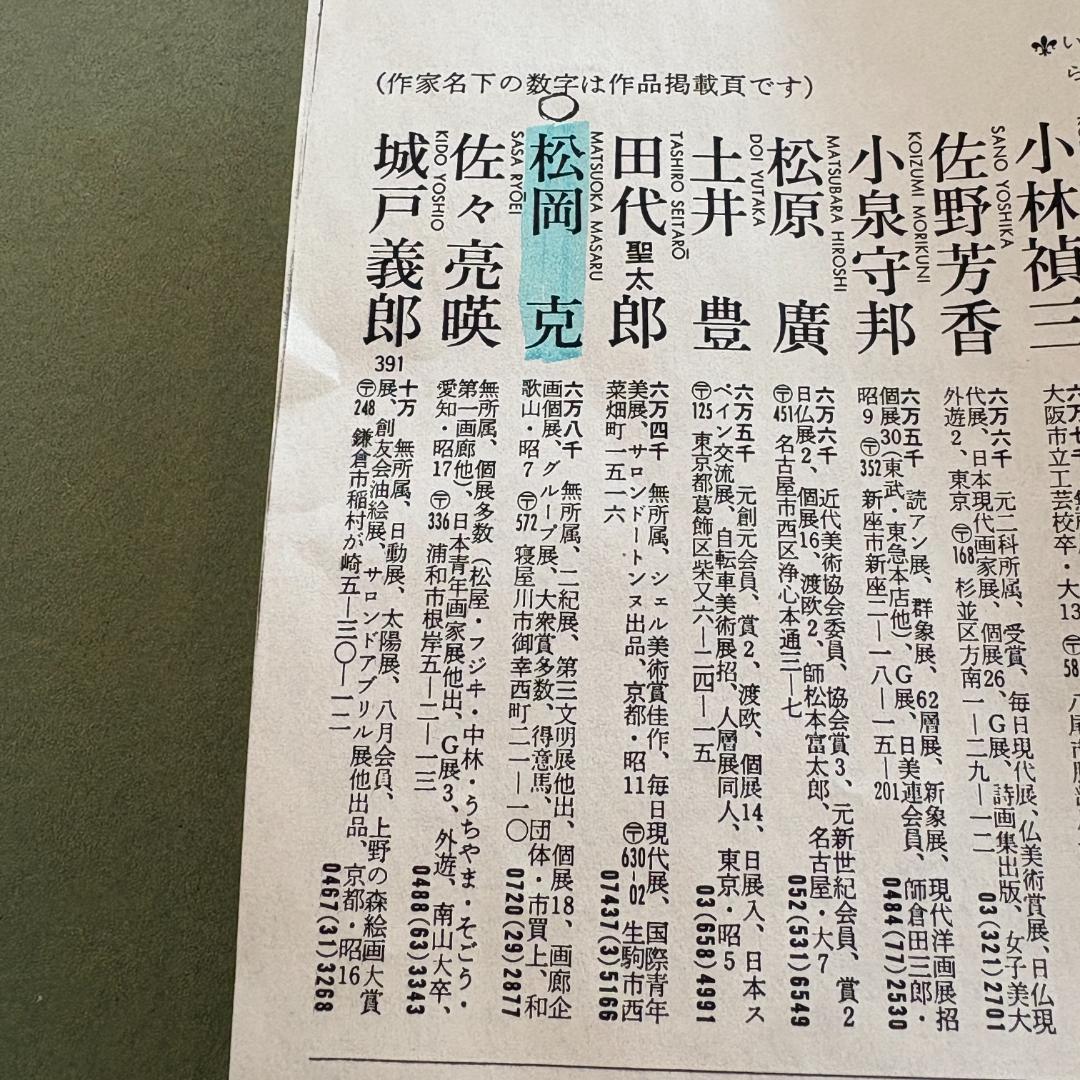 (作家名下の数字は作品掲載頁です)
小林禎三
SANO YOSHIKA
佐野芳香
六万六千　元二科所属、受賞、毎日現代展、仏美術賞展、日仏現
代展、日本現代画家展、個展26、G展、詩画集出版、女子美大
外遊2、東京 〒168 杉並区方南一―二九―一二 03(321)2701
KOIZUMI MORIKUNI
小泉守邦
六万五千　読アン展、群象展、62層展、新象展、現代洋画展招
個展30(東武・東急本店他)、G展、日美連会員、師倉田三郎・
昭9 〒352 新座市新座二―一八―一五―201 0484(77)2530
MATSUBARA HIROSHI
松原　廣
六万六千　近代美術協会委員、協会賞3、元新世紀会員、賞2
日仏展2、個展16、渡欧2、師松本富太郎、名古屋・大7
〒451 名古屋市西区浄心本通三―七 052(531)6549
DOI YUTAKA
土井　豊
六万五千　元創元会員、賞2、渡欧、個展14、日展入、日本ス
ペイン交流展、自転車美術展招、人層展同人、東京・昭5
〒125 東京都葛飾区柴又六―二四―一五 03(658)4991
TASHIRO SEITARŌ
田代聖太郎
六万四千　無所属、シェル美術賞佳作、毎日現代展、国際青年
美展、サロンドートンヌ出品、京都・昭11 〒630-02 生駒市西
菜畑町一五一六 07437(3)5166
MATSUOKA MASARU
松岡　克
六万八千　無所属、二紀展、第三文明展他出、個展18、画廊企
画個展、グループ展、大衆賞多数、得意馬、団体・市買上、和
歌山・昭7 〒572 寝屋川市御幸西町二一―一〇 0720(29)2877
SASA RYŌEI
佐々亮暎
無所属、個展多数(松屋・フジキ・中林・うちやま・そごう・
第一画廊他)、日本青年画家展他出、G展3、外遊、南山大卒、
愛知・昭17 〒336 浦和市根岸五―二―一三 0488(63)3343
KIDO YOSHIO
城戸義郎
391
十万　無所属、日動展、太陽展、八月会員、上野の森絵画大賞
展、創友会油絵展、サロンドアブリル展他出品、京都・昭16
〒248 鎌倉市稲村が崎五―三〇―一二 0467(31)3268